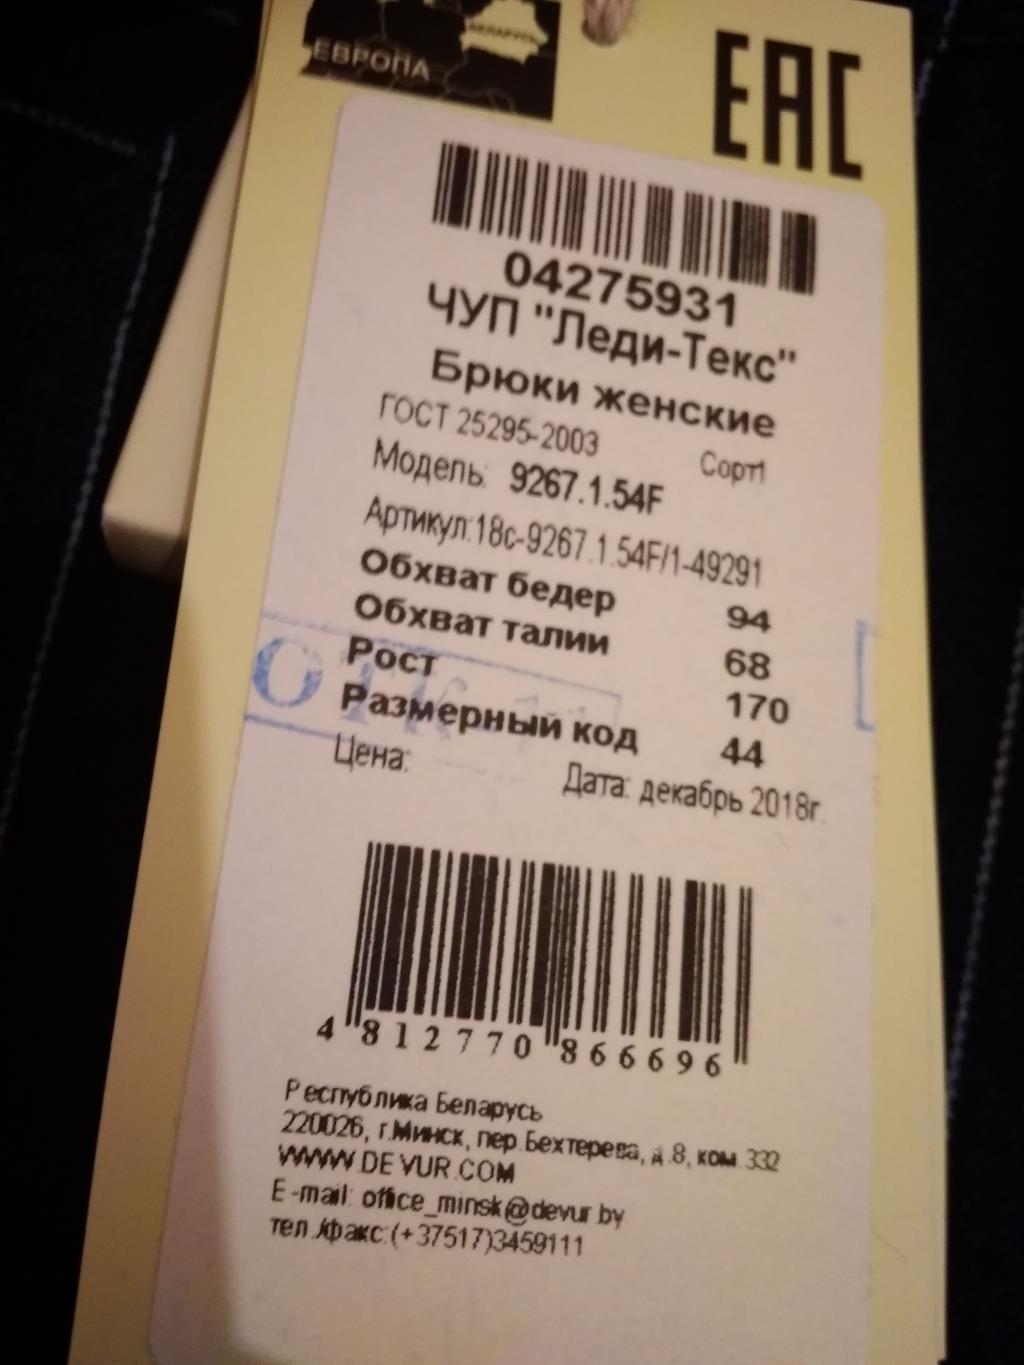 БЕЛАРУСЬ
ЕВРОПА
EAC
04275931
ЧУП "Леди-Текс"
Брюки женские
ГОСТ 25295-2003 Сорт1
Модель: 9267.1.54F
Артикул:18с-9267.1.54F/1-49291
Обхват бедер 94
Обхват талии 68
Рост 170
Размерный код 44
ОТК
Цена: Дата: декабрь 2018г.
4 812770 866696
Республика Беларусь
220026, г.Минск, пер.Бехтерева, д.8, ком.332
WWW.DEVUR.COM
E-mail: office_minsk@devur.by
тел./факс:(+37517)3459111